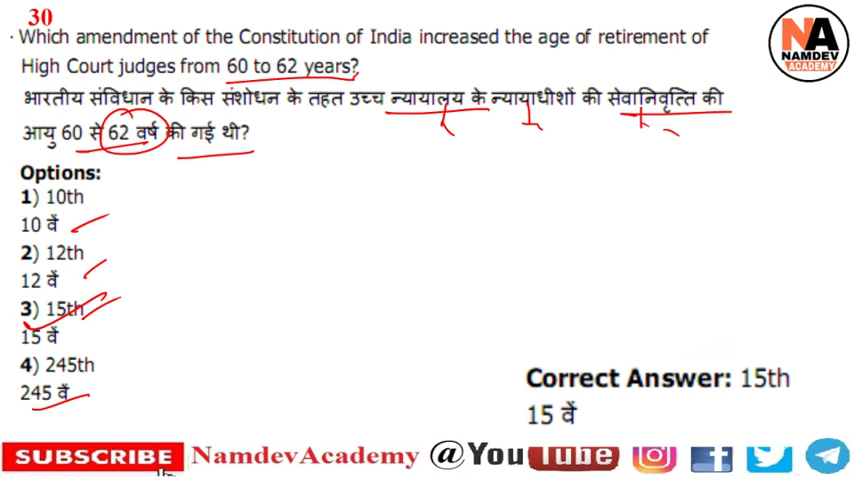 30
· Which amendment of the Constitution of India increased the age of retirement of
High Court judges from 60 to 62 years?
भारतीय संविधान के किस संशोधन के तहत उच्च न्यायालय के न्यायाधीशों की सेवानिवृत्ति की
आयु 60 से 62 वर्ष की गई थी?
NA
NAMDEV
ACADEMY
Options:
1) 10th
10 वें
2) 12th
12 वें
3) 15th
15 वें
4) 245th
245 वें
Correct Answer: 15th
15 वें
SUBSCRIBE NamdevAcademy @YouTube